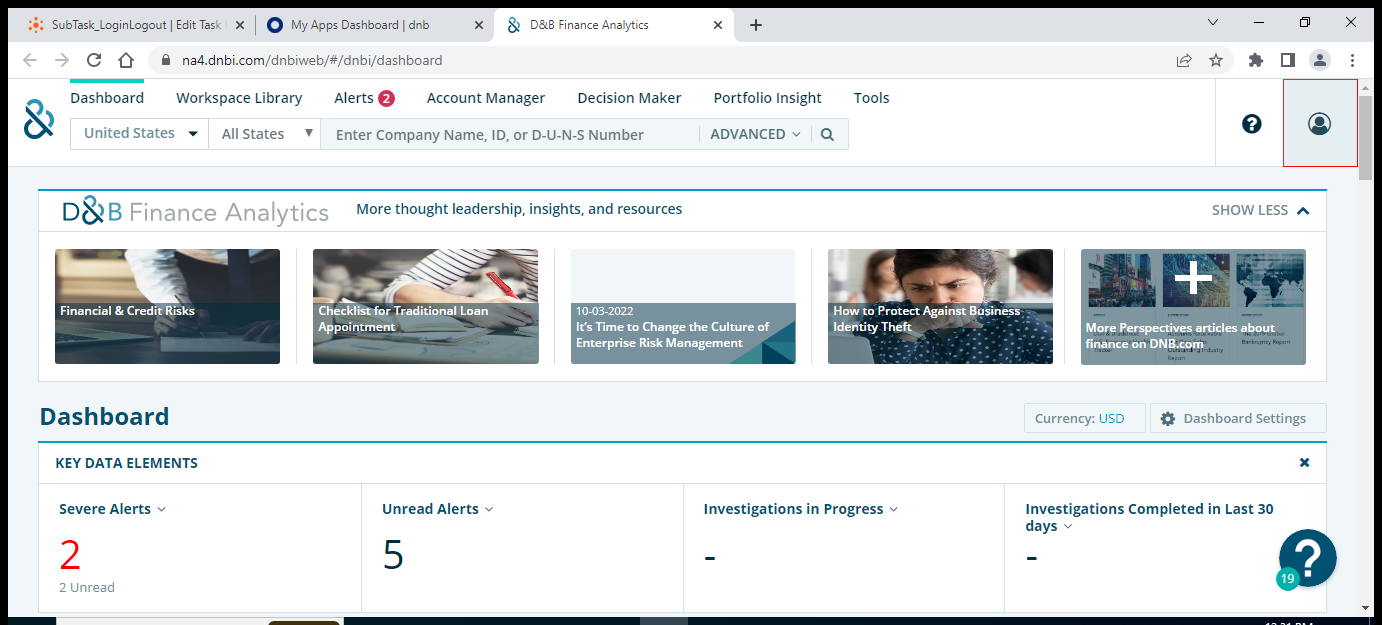 SubTask_LoginLogout | Edit Task
My Apps Dashboard | dnb
D&B Finance Analytics
na4.dnbi.com/dnbiweb/#/dnbi/dashboard
Dashboard
Workspace Library
Alerts 2
Account Manager
Decision Maker
Portfolio Insight
Tools
United States
All States
Enter Company Name, ID, or D-U-N-S Number
ADVANCED
D&B Finance Analytics
More thought leadership, insights, and resources
SHOW LESS
Financial & Credit Risks
Checklist for Traditional Loan
Appointment
10-03-2022
It's Time to Change the Culture of
Enterprise Risk Management
How to Protect Against Business
Identity Theft
More Perspectives articles about
finance on DNB.com
Dashboard
Currency: USD
Dashboard Settings
KEY DATA ELEMENTS
Severe Alerts
2
2 Unread
Unread Alerts
5
Investigations in Progress
-
Investigations Completed in Last 30
days
-
?
19